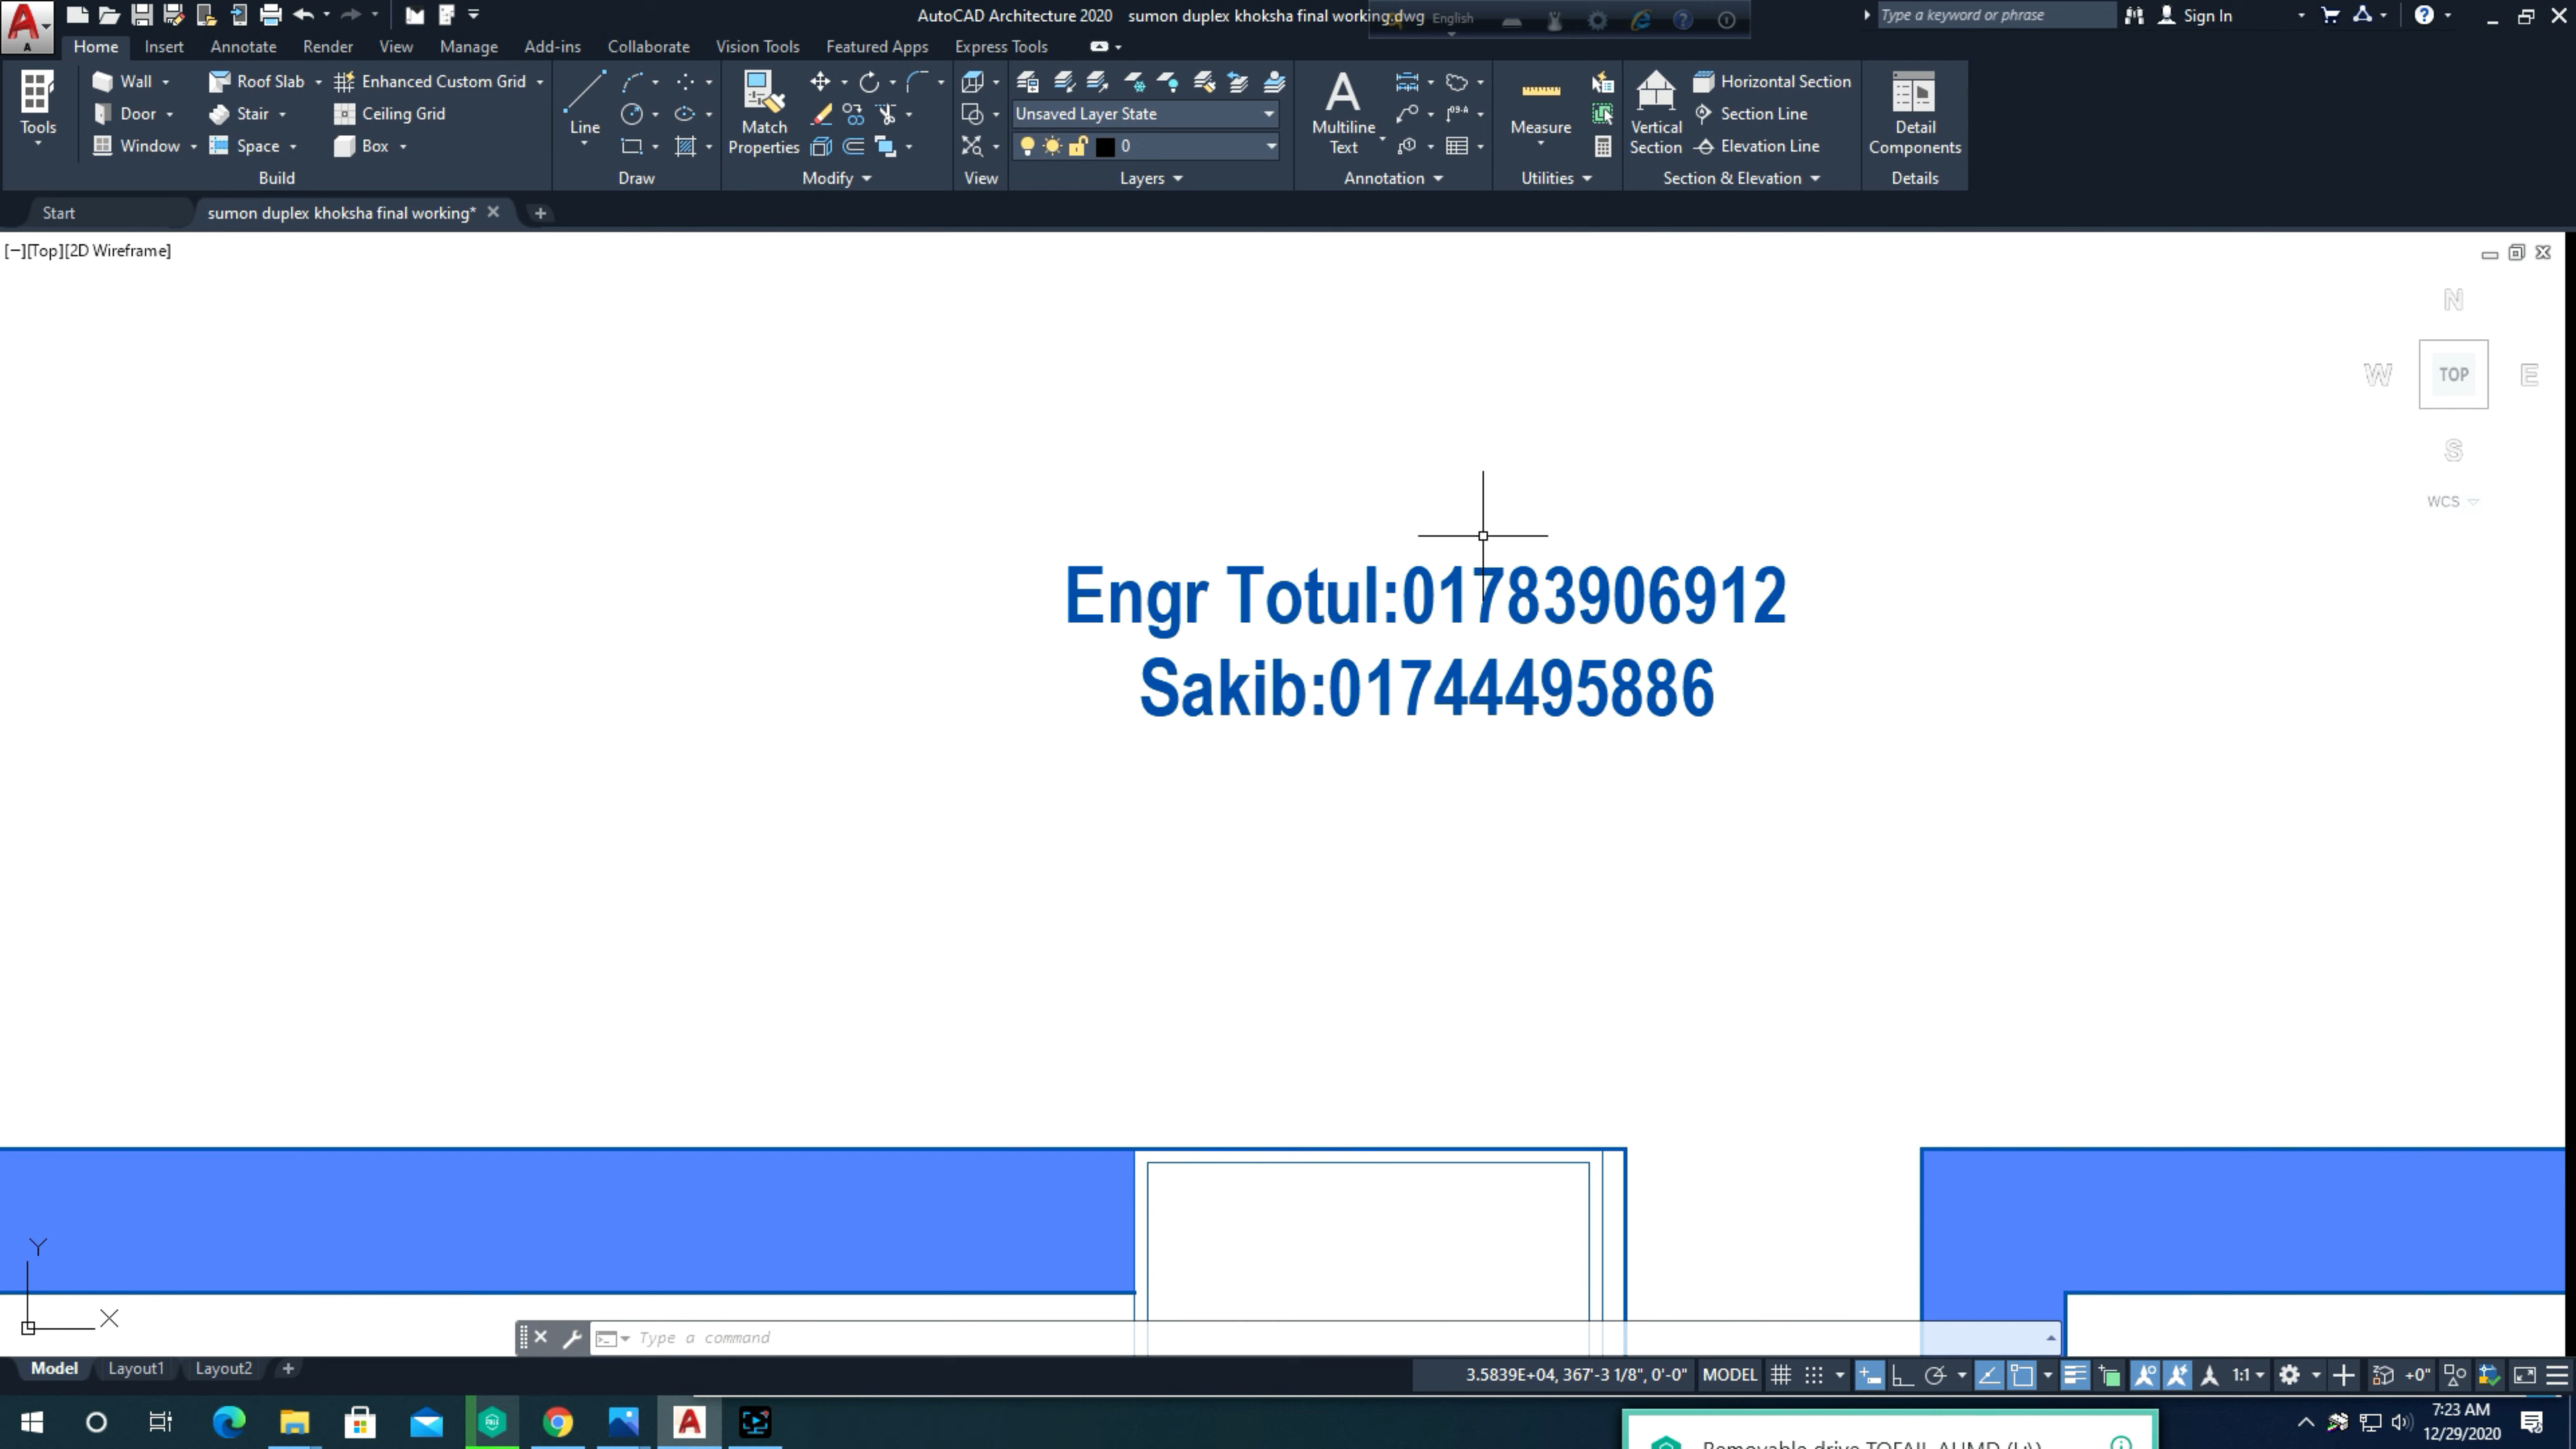 AutoCAD Architecture 2020 sumon duplex khoksha final working.dwg
English
Type a keyword or phrase
Sign In
Home Insert Annotate Render View Manage Add-ins Collaborate Vision Tools Featured Apps Express Tools
Tools
Wall
Door
Window
Roof Slab
Stair
Space
Enhanced Custom Grid
Ceiling Grid
Box
Build
Line
Draw
Match
Properties
Modify
View
Unsaved Layer State
0
Layers
Multiline
Text
Annotation
Measure
Utilities
Vertical
Section
Horizontal Section
Section Line
Elevation Line
Section & Elevation
Detail
Components
Details
Start
sumon duplex khoksha final working*
[−][Top][2D Wireframe]
N
W TOP E
S
WCS
Engr Totul:01783906912
Sakib:01744495886
Y
X
Type a command
Model Layout1 Layout2
3.5839E+04, 367'-3 1/8", 0'-0" MODEL 1:1 +0"
7:23 AM
12/29/2020